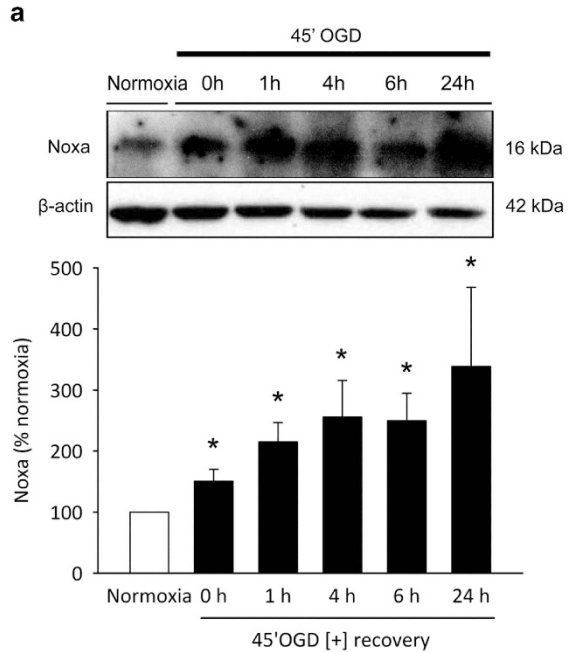 a
45’ OGD
Normoxia 0h 1h 4h 6h 24h
Noxa 16 kDa
β-actin 42 kDa
500
400
300
200
100
0
Noxa (% normoxia)
* * * * *
Normoxia 0 h 1 h 4 h 6 h 24 h
45'OGD [+] recovery